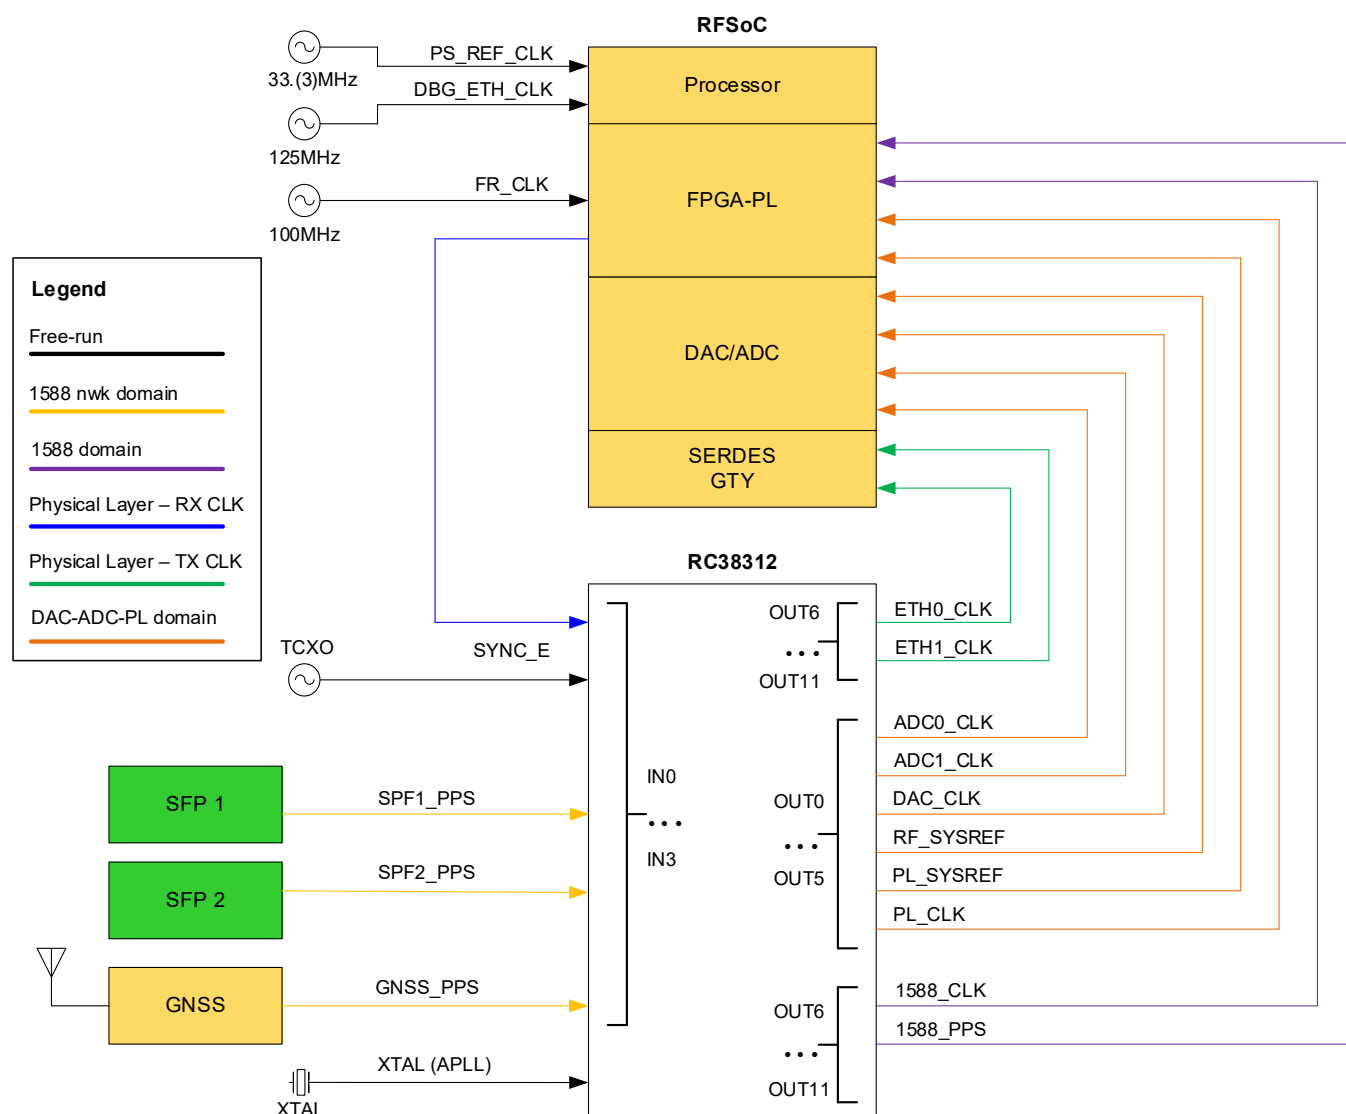 RFSoC
PS_REF_CLK
33.(3)MHz
DBG_ETH_CLK
125MHz
FR_CLK
100MHz
Processor
FPGA-PL
DAC/ADC
SERDES
GTY
Legend
Free-run
1588 nwk domain
1588 domain
Physical Layer – RX CLK
Physical Layer – TX CLK
DAC-ADC-PL domain
RC38312
TCXO
SYNC_E
SFP 1
SPF1_PPS
SFP 2
SPF2_PPS
GNSS
GNSS_PPS
XTAL (APLL)
XTAL
IN0
...
IN3
OUT6
...
OUT11
ETH0_CLK
ETH1_CLK
OUT0
...
OUT5
ADC0_CLK
ADC1_CLK
DAC_CLK
RF_SYSREF
PL_SYSREF
PL_CLK
OUT6
...
OUT11
1588_CLK
1588_PPS